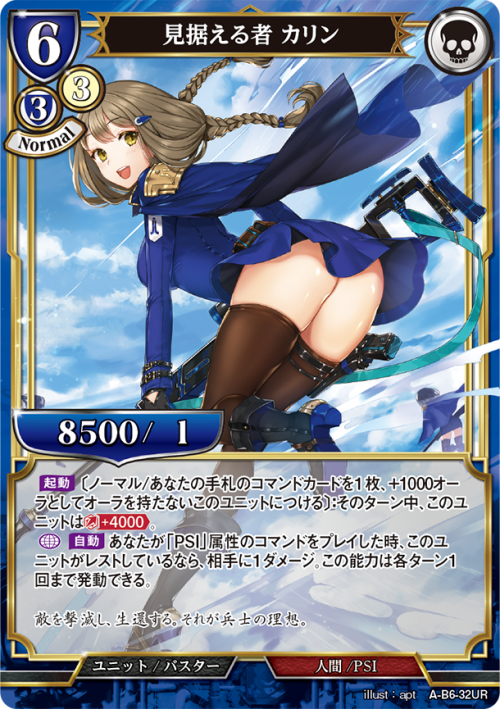 見据える者 カリン
6
3
3
Normal
8500/ 1
起動 〔ノーマル/あなたの手札のコマンドカードを1枚、+1000オー
ラとしてオーラを持たないこのユニットにつける〕:そのターン中、このユ
ニットは +4000 。
自動 あなたが「PSI」属性のコマンドをプレイした時、このユ
ニットがレストしているなら、相手に1ダメージ。この能力は各ターン1
回まで発動できる。
敵を撃滅し、生還する。それが兵士の理想。
ユニット / バスター
人間 /PSI
illust : apt A-B6-32UR